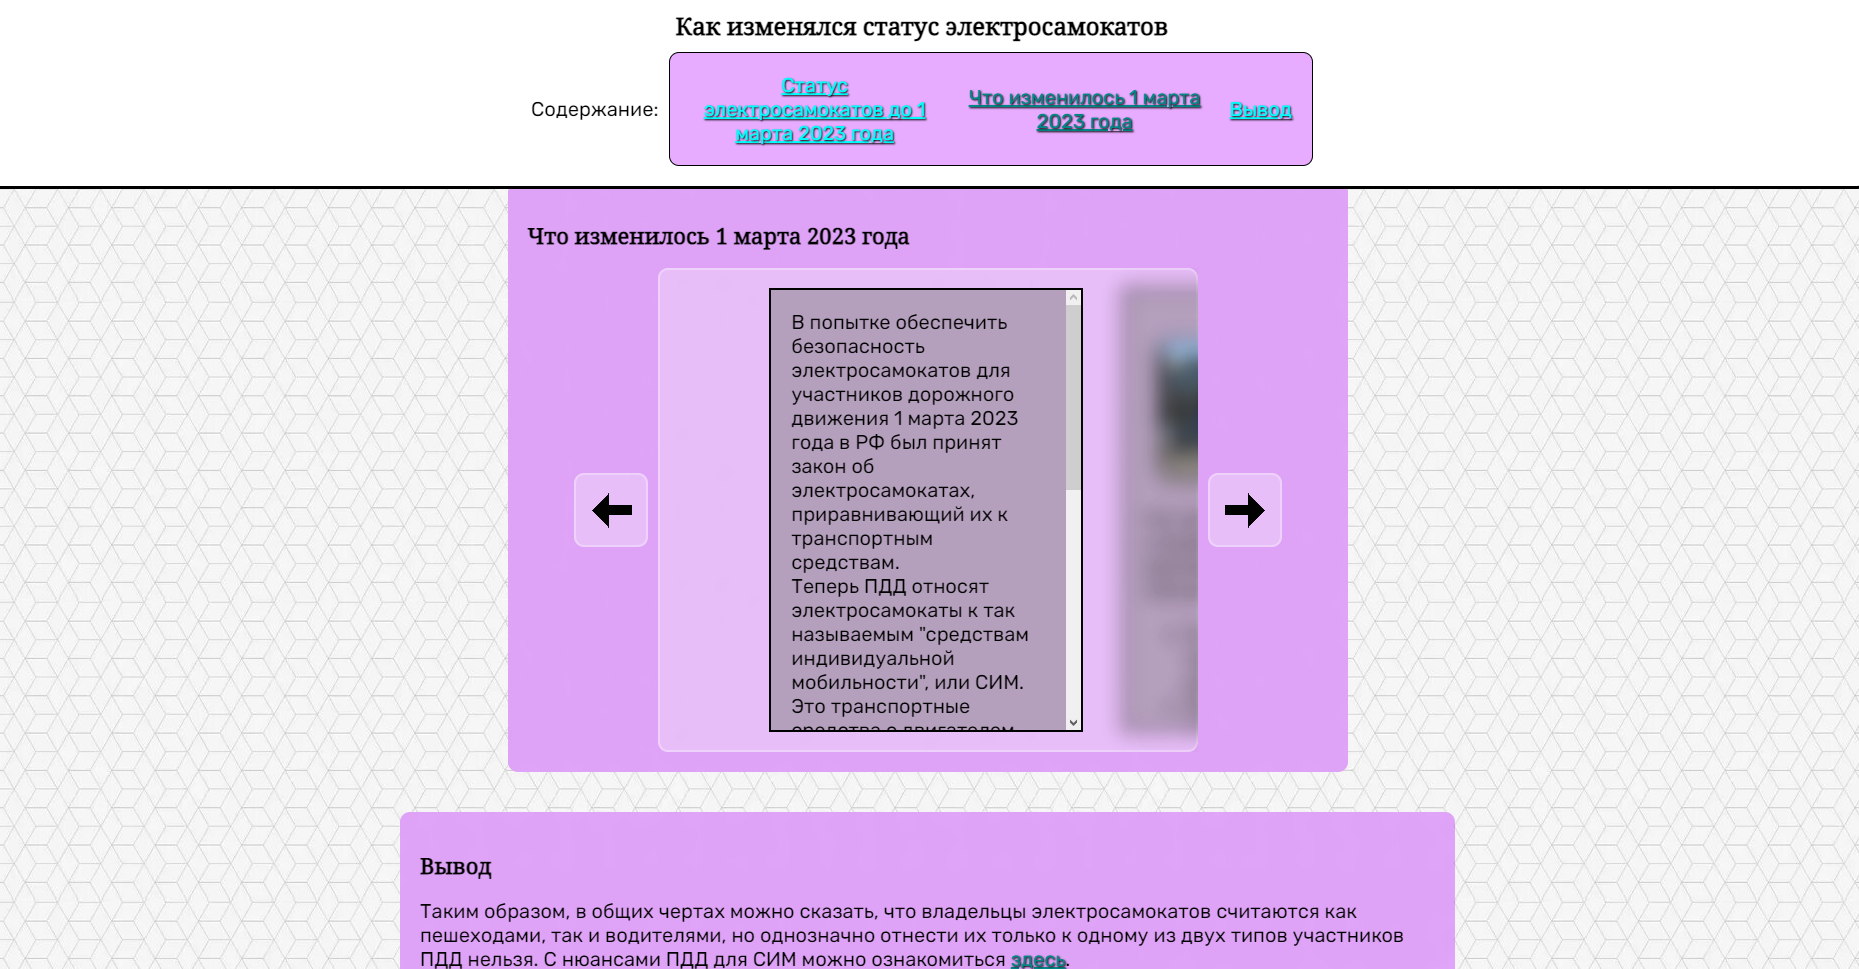 Как изменялся статус электросамокатов
Содержание:
Статус
электросамокатов до 1
марта 2023 года
Что изменилось 1 марта
2023 года
Вывод
Что изменилось 1 марта 2023 года
В попытке обеспечить
безопасность
электросамокатов для
участников дорожного
движения 1 марта 2023
года в РФ был принят
закон об
электросамокатах,
приравнивающий их к
транспортным
средствам.
Теперь ПДД относят
электросамокаты к так
называемым "средствам
индивидуальной
мобильности", или СИМ.
Это транспортные
средства с двигателем
Вывод
Таким образом, в общих чертах можно сказать, что владельцы электросамокатов считаются как
пешеходами, так и водителями, но однозначно отнести их только к одному из двух типов участников
ПДД нельзя. С нюансами ПДД для СИМ можно ознакомиться здесь.